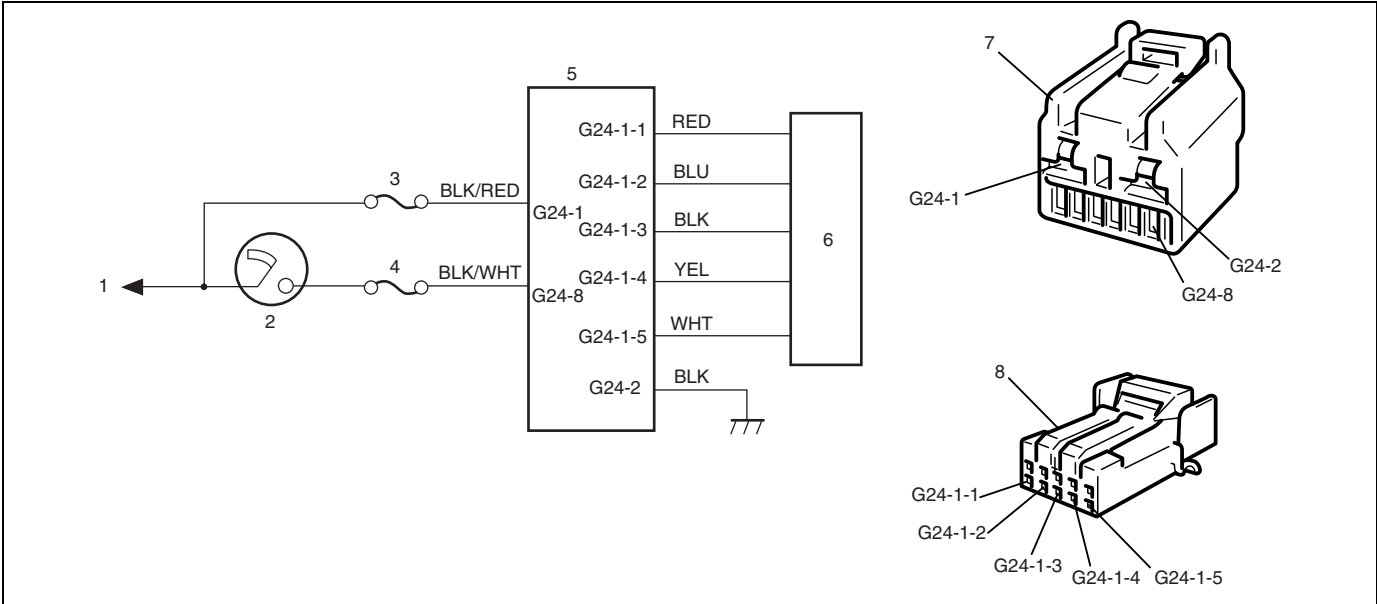 5
G24-1-1 RED
G24-1-2 BLU
3 BLK/RED G24-1
G24-1-3 BLK
6
4 BLK/WHT G24-8
G24-1-4 YEL
1
2
G24-1-5 WHT
G24-2 BLK
7
G24-1
G24-2
G24-8
8
G24-1-1
G24-1-2
G24-1-3
G24-1-4 G24-1-5